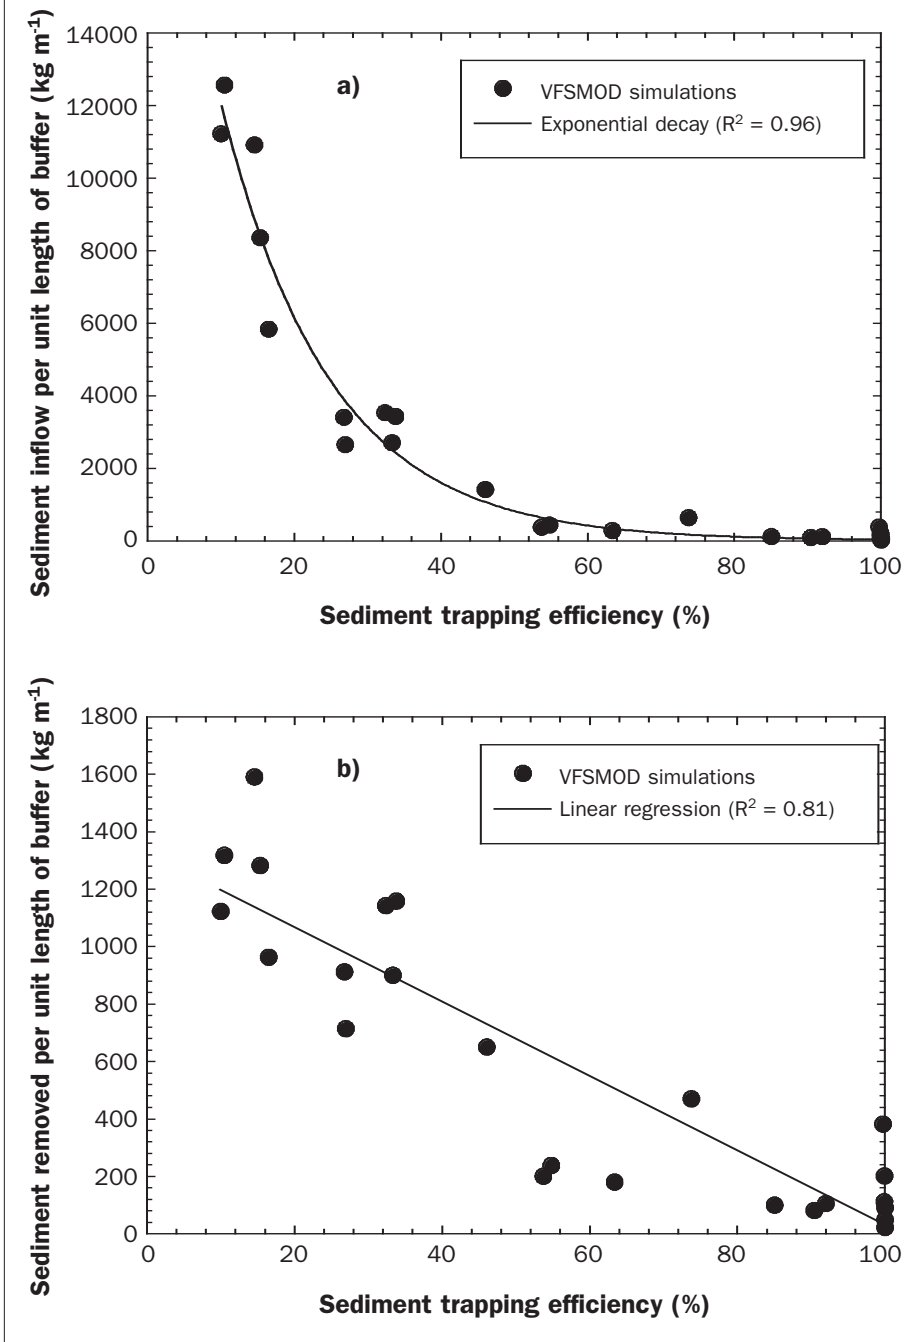 Sediment inflow per unit length of buffer (kg m-1)
14000
12000
10000
8000
6000
4000
2000
0
a)
VFSMOD simulations
Exponential decay (R2 = 0.96)
0 20 40 60 80 100
Sediment trapping efficiency (%)
Sediment removed per unit length of buffer (kg m-1)
1800
1600
1400
1200
1000
800
600
400
200
0
b)
VFSMOD simulations
Linear regression (R2 = 0.81)
0 20 40 60 80 100
Sediment trapping efficiency (%)